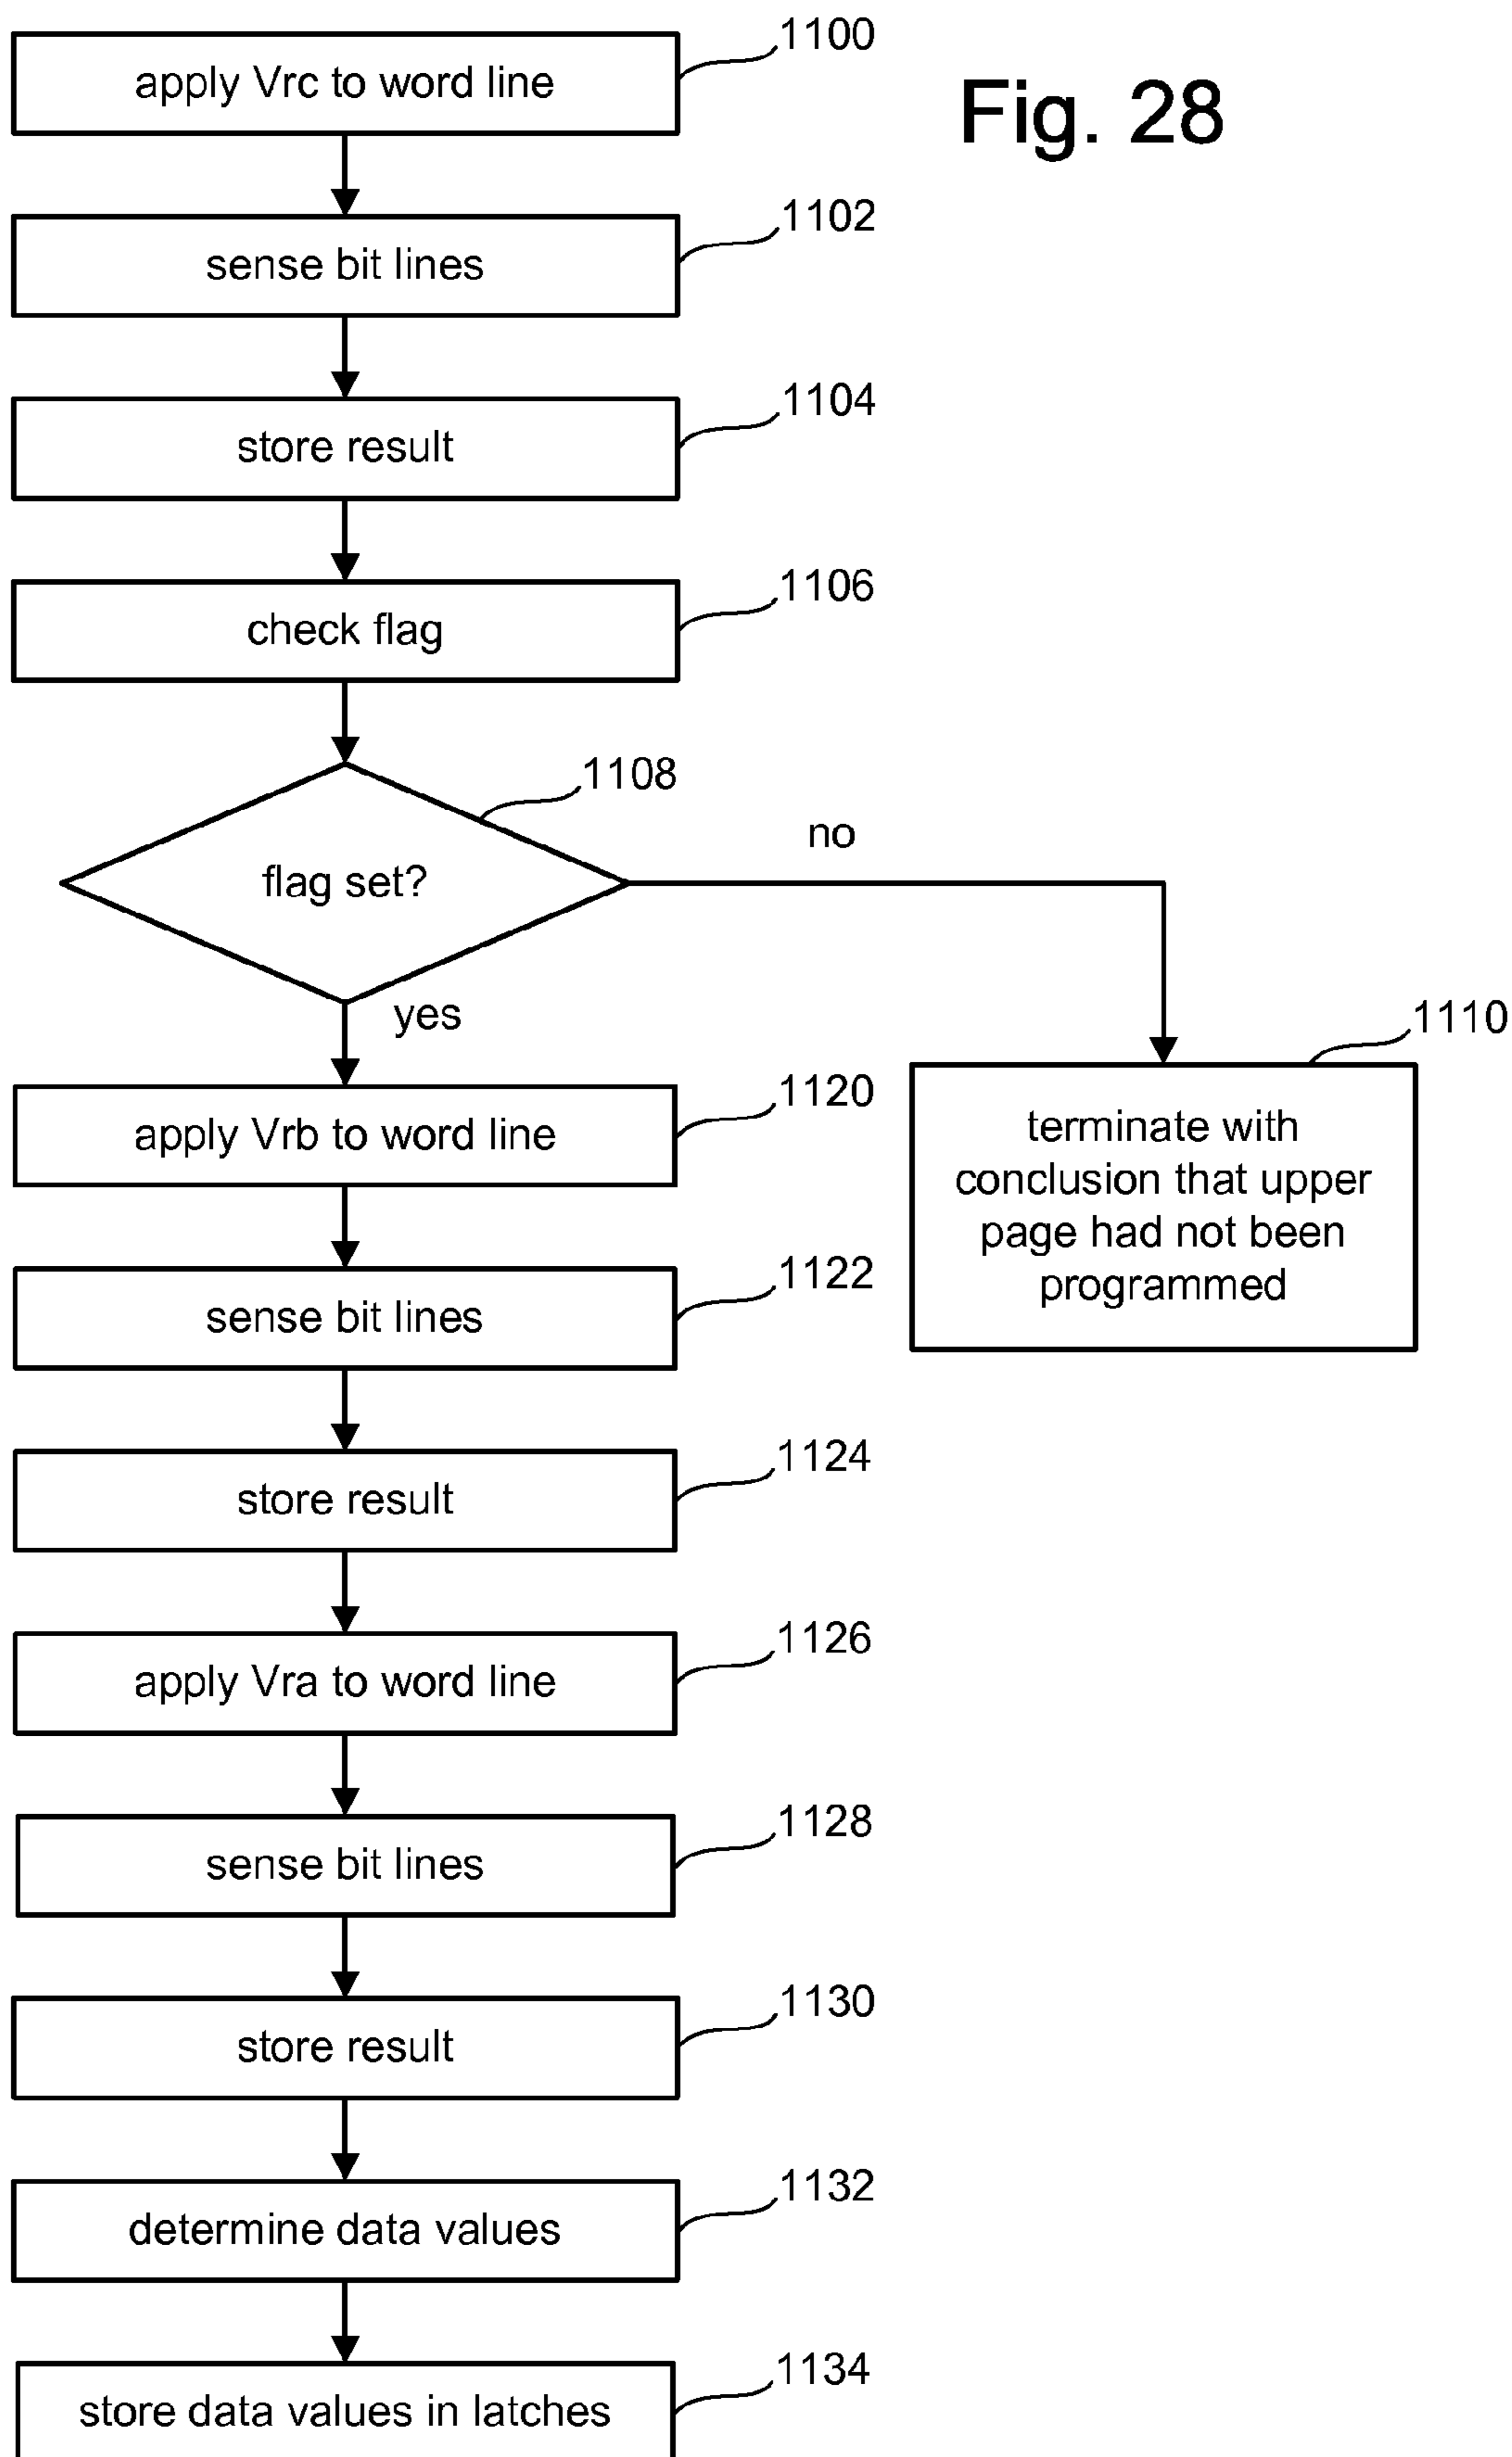 Fig. 28
1100
apply Vrc to word line
1102
sense bit lines
1104
store result
1106
check flag
1108
flag set?
no
yes
1110
terminate with
conclusion that upper
page had not been
programmed
1120
apply Vrb to word line
1122
sense bit lines
1124
store result
1126
apply Vra to word line
1128
sense bit lines
1130
store result
1132
determine data values
1134
store data values in latches